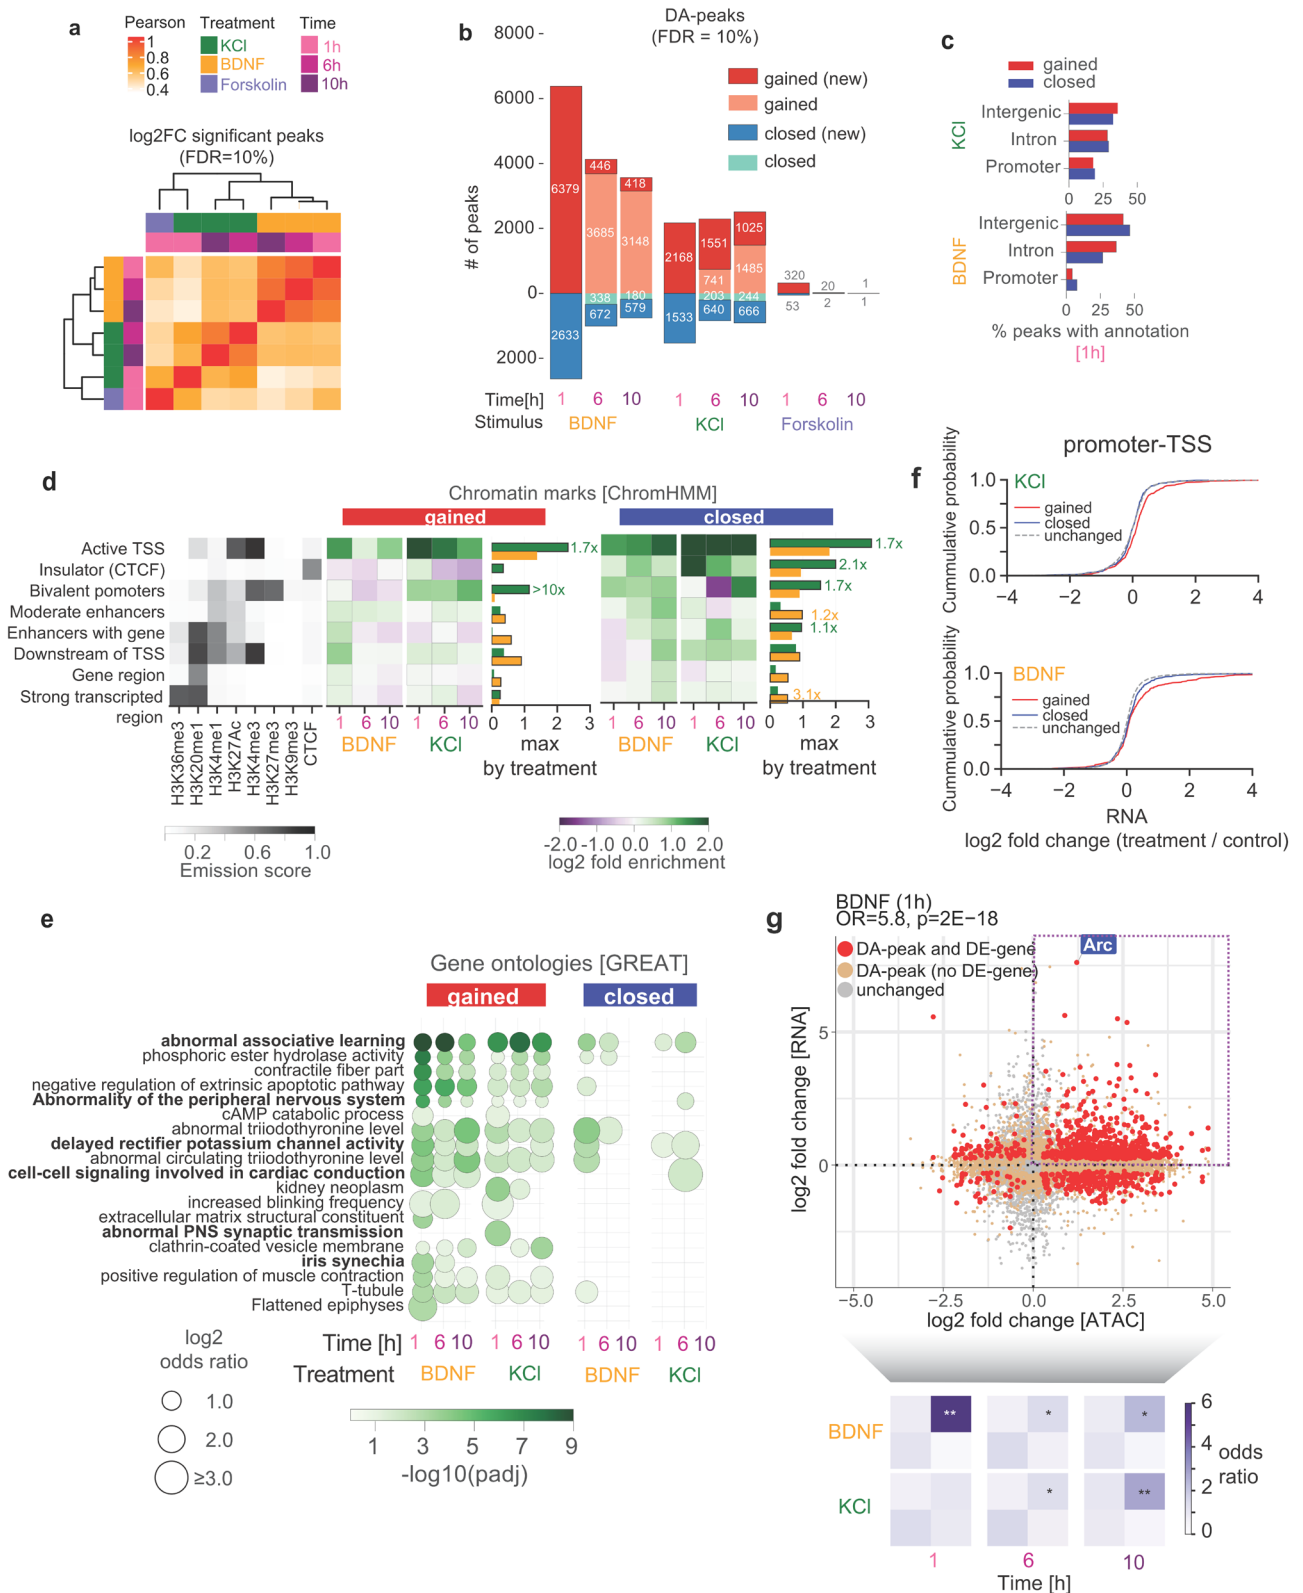 a
Pearson
1
0.8
0.6
0.4
Treatment
KCl
BDNF
Forskolin
Time
1h
6h
10h
log2FC significant peaks
(FDR=10%)
b
DA-peaks
(FDR = 10%)
8000
6000
4000
2000
0
2000
# of peaks
gained (new)
gained
closed (new)
closed
6379
2633
446
3685
338
672
418
3148
180
579
2168
1533
1551
741
203
640
1025
1485
244
666
320
53
20
2
1
1
Time[h] 1 6 10 1 6 10 1 6 10
Stimulus BDNF KCl Forskolin
c
gained
closed
KCl
Intergenic
Intron
Promoter
0 25 50
BDNF
Intergenic
Intron
Promoter
0 25 50
% peaks with annotation
[1h]
d
Chromatin marks [ChromHMM]
gained
closed
Active TSS
Insulator (CTCF)
Bivalent pomoters
Moderate enhancers
Enhancers with gene
Downstream of TSS
Gene region
Strong transcripted
region
H3K36me3
H3K20me1
H3K4me1
H3K27Ac
H3K4me3
H3K27me3
H3K9me3
CTCF
1.7x
>10x
1.7x
2.1x
1.7x
1.2x
1.1x
3.1x
1 6 10 1 6 10
BDNF KCl
0 1 2 3
max
by treatment
1 6 10 1 6 10
BDNF KCl
0 1 2 3
max
by treatment
0.2 0.6 1.0
Emission score
-2.0 -1.0 0.0 1.0 2.0
log2 fold enrichment
f
promoter-TSS
Cummulative probability
1.0
0.5
0.0
KCl
gained
closed
unchanged
−4 −2 0 2 4
Cummulative probability
1.0
0.5
0.0
BDNF
gained
closed
unchanged
−4 −2 0 2 4
RNA
log2 fold change (treatment / control)
e
Gene ontologies [GREAT]
gained
closed
abnormal associative learning
phosphoric ester hydrolase activity
contractile fiber part
negative regulation of extrinsic apoptotic pathway
Abnormality of the peripheral nervous system
cAMP catabolic process
abnormal triiodothyronine level
delayed rectifier potassium channel activity
abnormal circulating triiodothyronine level
cell-cell signaling involved in cardiac conduction
kidney neoplasm
increased blinking frequency
extracellular matrix structural constituent
abnormal PNS synaptic transmission
clathrin-coated vesicle membrane
iris synechia
positive regulation of muscle contraction
T-tubule
Flattened epiphyses
Time [h] 1 6 10 1 6 10 1 6 10 1 6 10
Treatment BDNF KCl BDNF KCl
log2
odds ratio
1.0
2.0
≥3.0
1 3 5 7 9
-log10(padj)
g
BDNF (1h)
OR=5.8, p=2E−18
DA-peak and DE-gene
DA-peak (no DE-gene)
unchanged
Arc
log2 fold change [RNA]
5
0
−5.0 −2.5 0.0 2.5 5.0
log2 fold change [ATAC]
BDNF
KCl
** * *
* **
1 6 10
Time [h]
6
4
2
0
odds
ratio